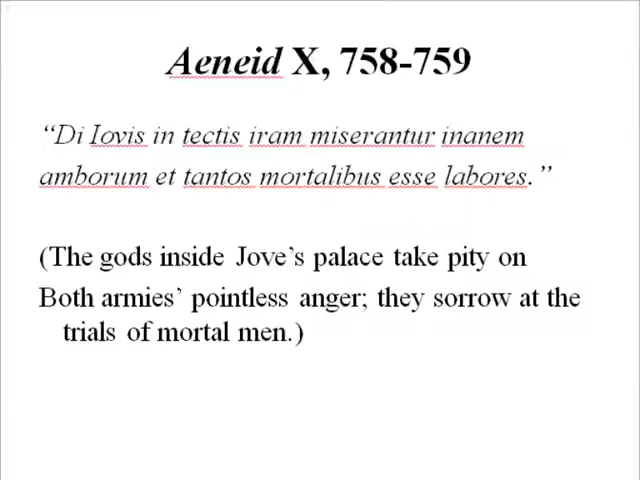 Aeneid X, 758-759
“Di Iovis in tectis iram miserantur inanem
amborum et tantos mortalibus esse labores.”
(The gods inside Jove’s palace take pity on
Both armies’ pointless anger; they sorrow at the
trials of mortal men.)